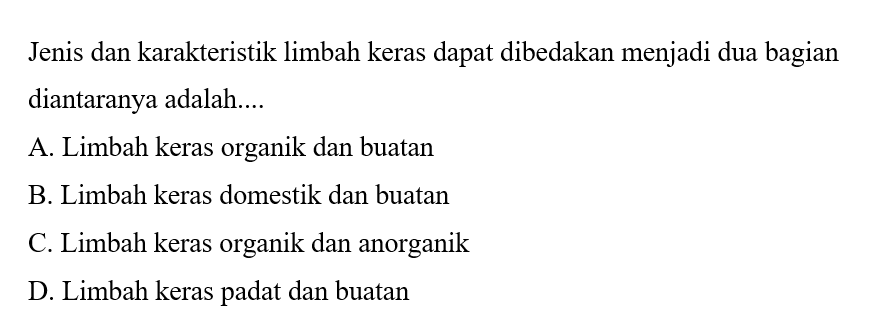 Jenis dan karakteristik limbah keras dapat dibedakan menjadi dua bagian
diantaranya adalah....
A. Limbah keras organik dan buatan
B. Limbah keras domestik dan buatan
C. Limbah keras organik dan anorganik
D. Limbah keras padat dan buatan